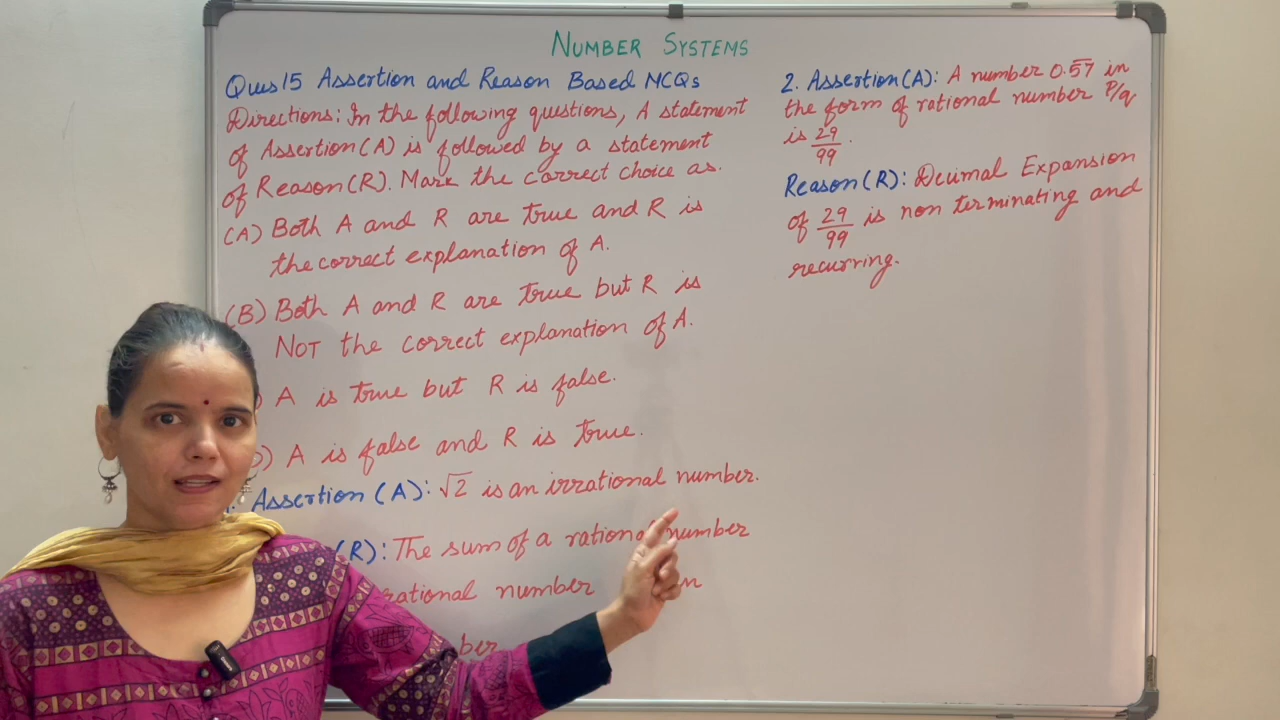 NUMBER SYSTEMS
Ques15 Assertion and Reason Based MCQs
Directions: In the following questions, A statement
of Assertion(A) is followed by a statement
of Reason(R). Mark the correct choice as.
(A) Both A and R are true and R is
the correct explanation of A.
(B) Both A and R are true but R is
NOT the correct explanation of A.
) A is true but R is false.
) A is false and R is true.
Assertion (A): √2 is an irrational number.
(R): The sum of a rational number
rational number
2. Assertion(A): A number 0.5̅7̅ in
the form of rational number P/q
is 29/99.
Reason(R): Decimal Expansion
of 29/99 is non terminating and
recurring.